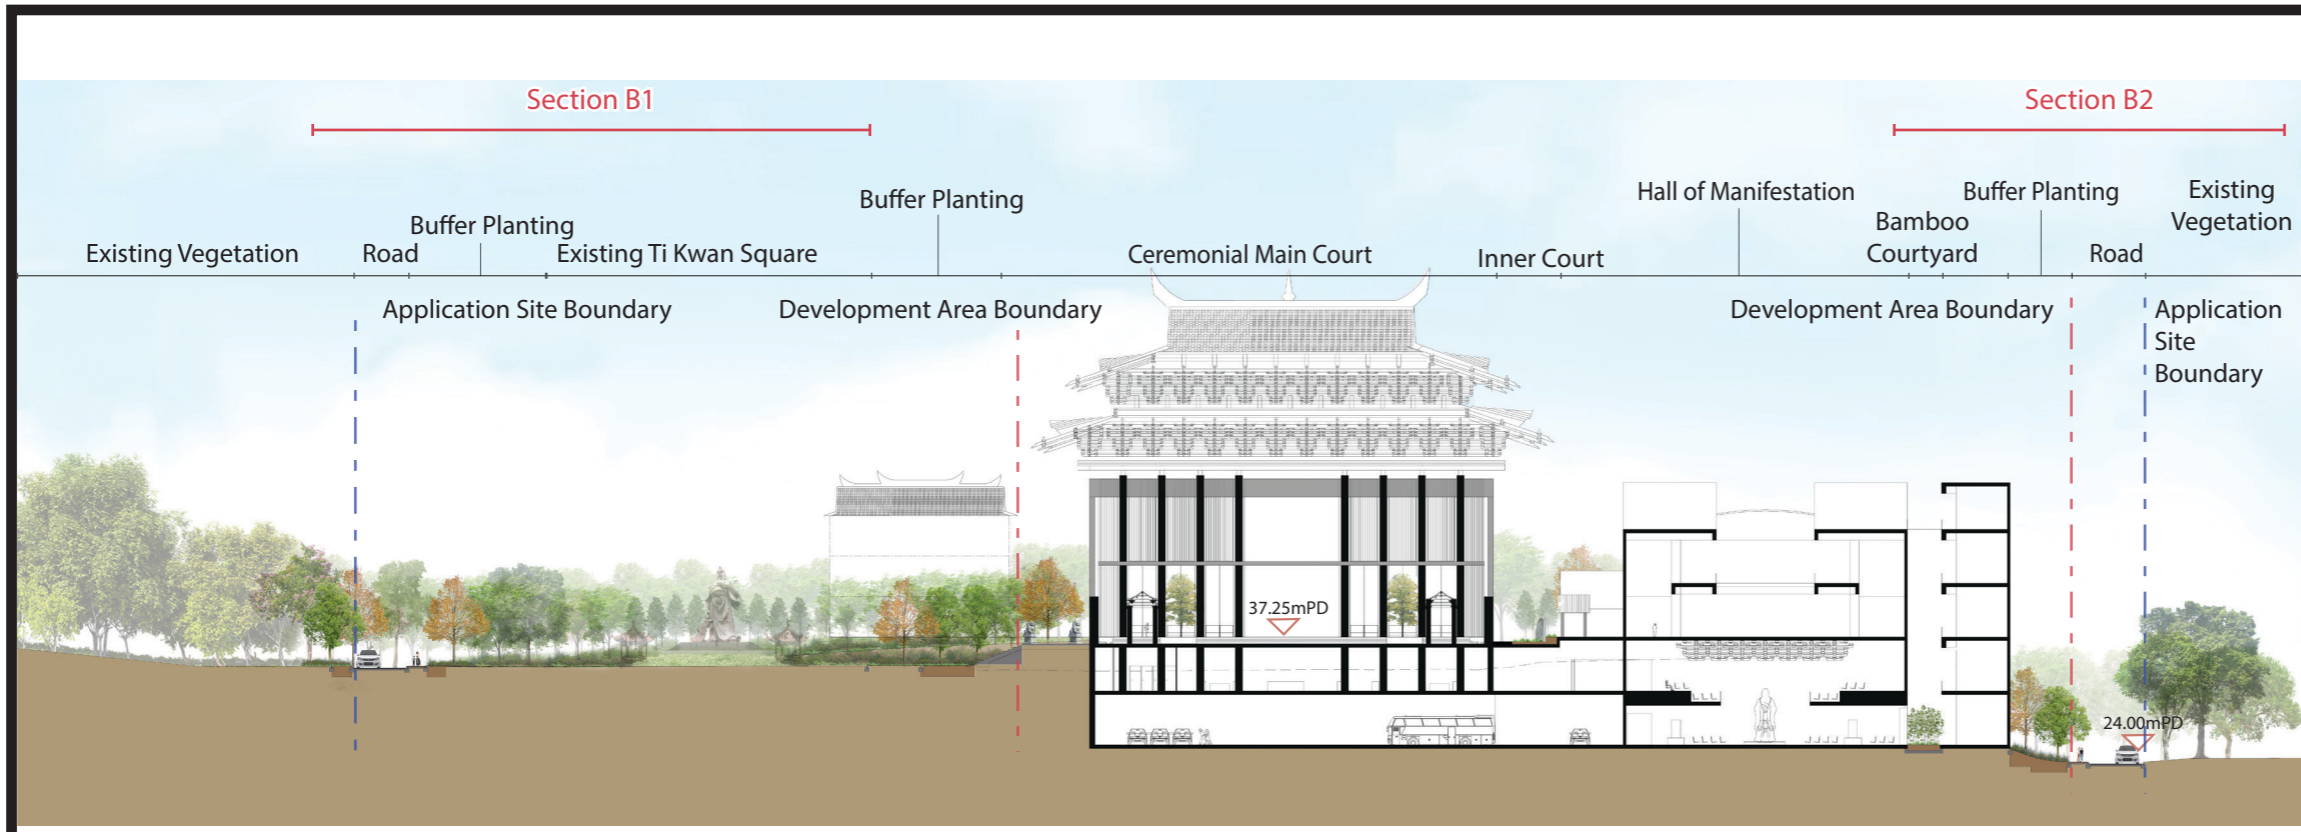 Section B1
Section B2
Existing Vegetation
Road
Buffer Planting
Existing Ti Kwan Square
Buffer Planting
Ceremonial Main Court
Inner Court
Hall of Manifestation
Bamboo
Courtyard
Buffer Planting
Road
Existing
Vegetation
Application Site Boundary
Development Area Boundary
Development Area Boundary
Application
Site
Boundary
37.25mPD
24.00mPD